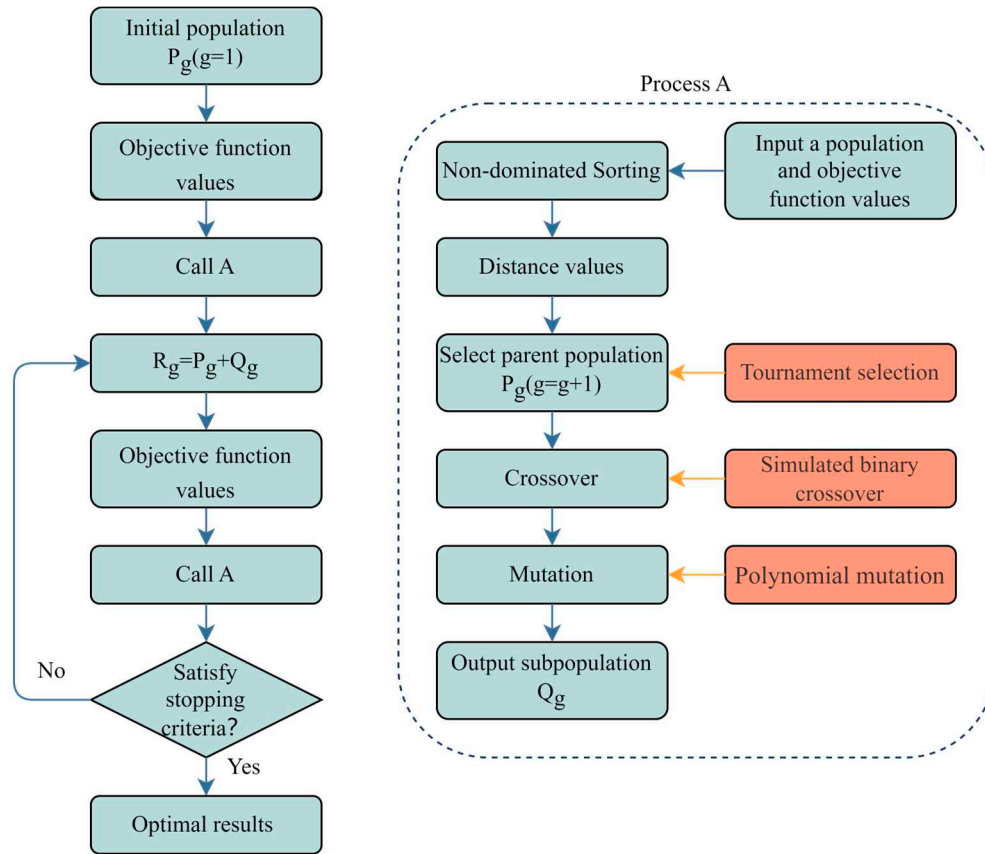 Initial population
Pg(g=1)
Objective function
values
Call A
Rg=Pg+Qg
Objective function
values
Call A
No
Satisfy
stopping
criteria?
Yes
Optimal results
Process A
Input a population
and objective
function values
Non-dominated Sorting
Distance values
Select parent population
Pg(g=g+1)
Tournament selection
Crossover
Simulated binary
crossover
Mutation
Polynomial mutation
Output subpopulation
Qg